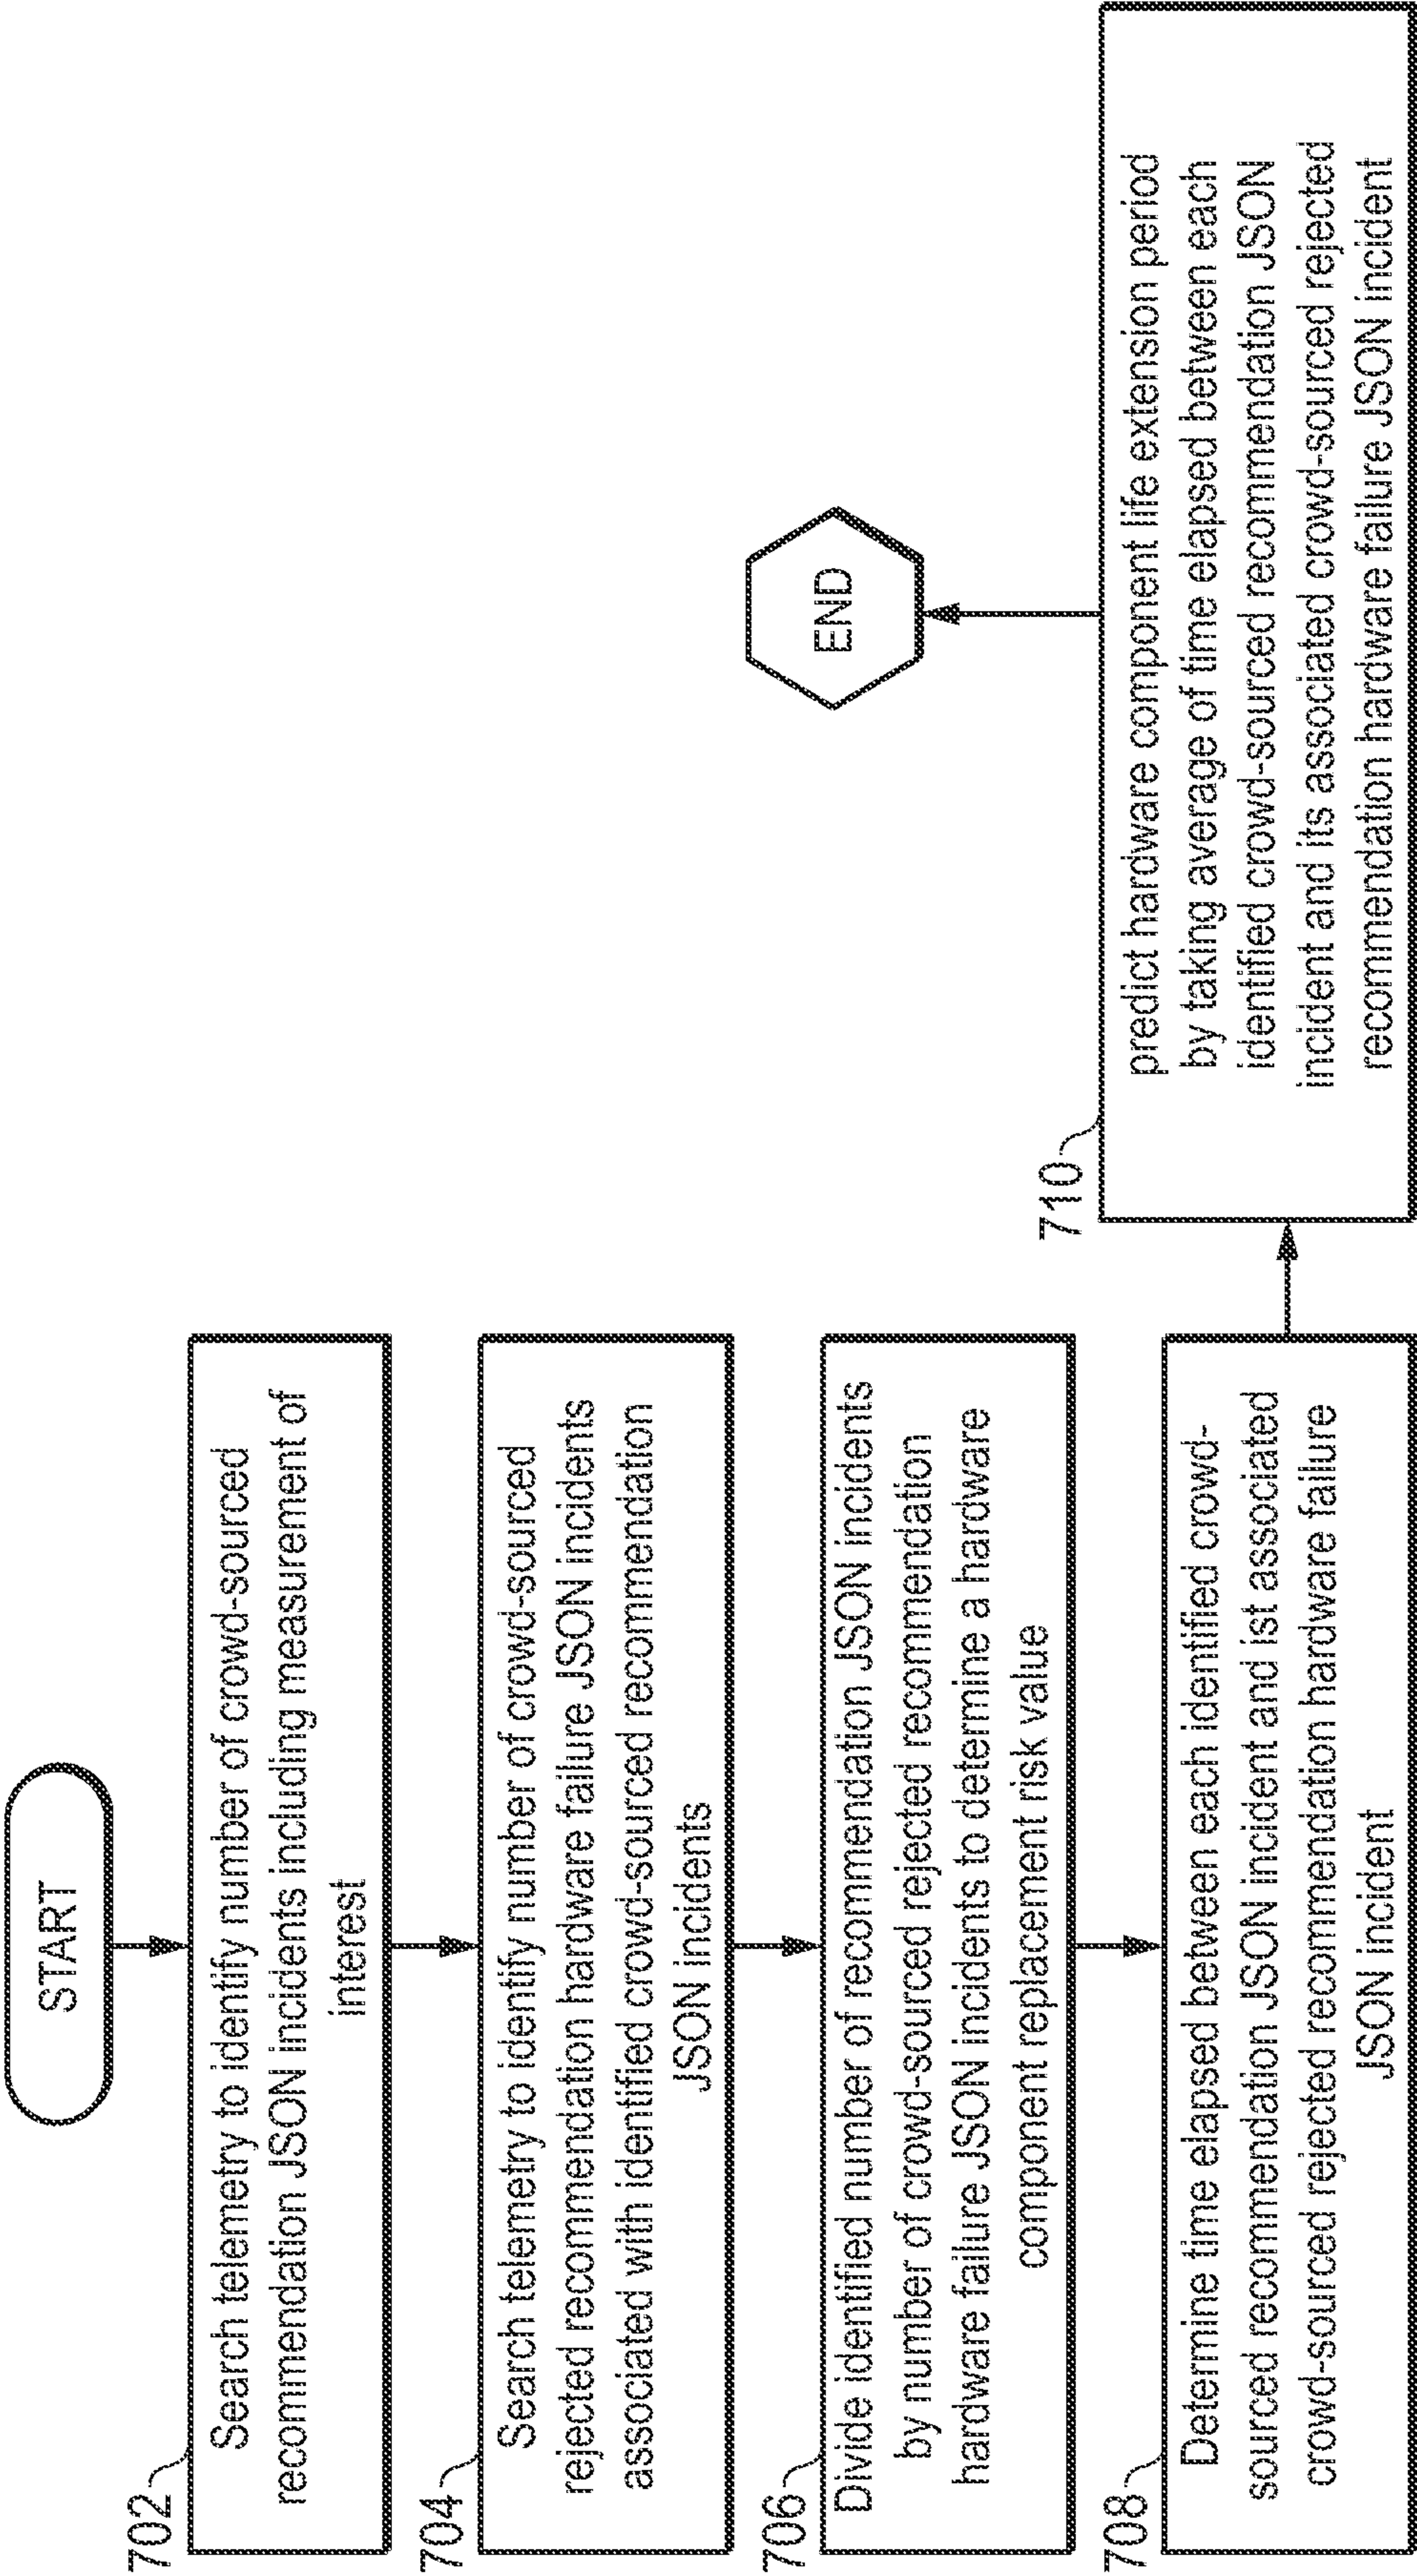 START
702
Search telemetry to identify number of crowd-sourced
recommendation JSON incidents including measurement of
interest
704
Search telemetry to identify number of crowd-sourced
rejected recommendation hardware failure JSON incidents
associated with identified crowd-sourced recommendation
JSON incidents
706
Divide identified number of recommendation JSON incidents
by number of crowd-sourced rejected recommendation
hardware failure JSON incidents to determine a hardware
component replacement risk value
708
Determine time elapsed between each identified crowd-
sourced recommendation JSON incident and ist associated
crowd-sourced rejected recommendation hardware failure
JSON incident
710
predict hardware component life extension period
by taking average of time elapsed between each
identified crowd-sourced recommendation JSON
incident and its associated crowd-sourced rejected
recommendation hardware failure JSON incident
END